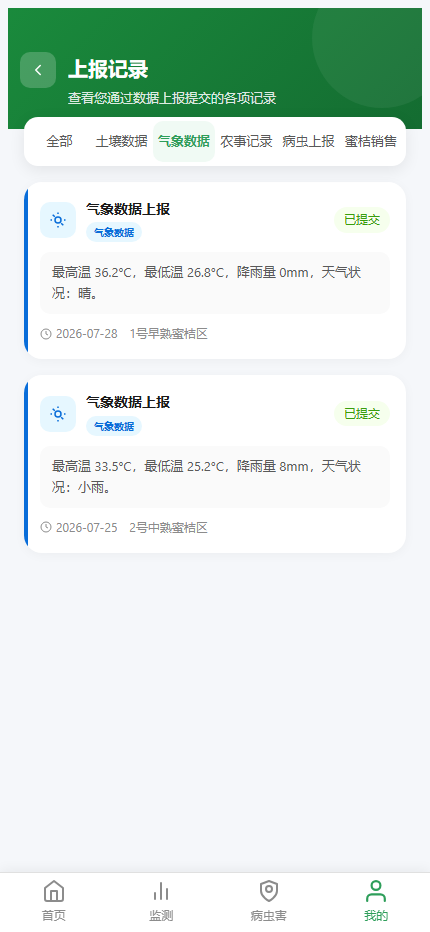 上报记录
查看您通过数据上报提交的各项记录
全部 土壤数据 气象数据 农事记录 病虫上报 蜜桔销售
气象数据上报
气象数据
已提交
最高温 36.2°C，最低温 26.8°C，降雨量 0mm，天气状
况：晴。
2026-07-28 1号早熟蜜桔区
气象数据上报
气象数据
已提交
最高温 33.5°C，最低温 25.2°C，降雨量 8mm，天气状
况：小雨。
2026-07-25 2号中熟蜜桔区
首页 监测 病虫害 我的